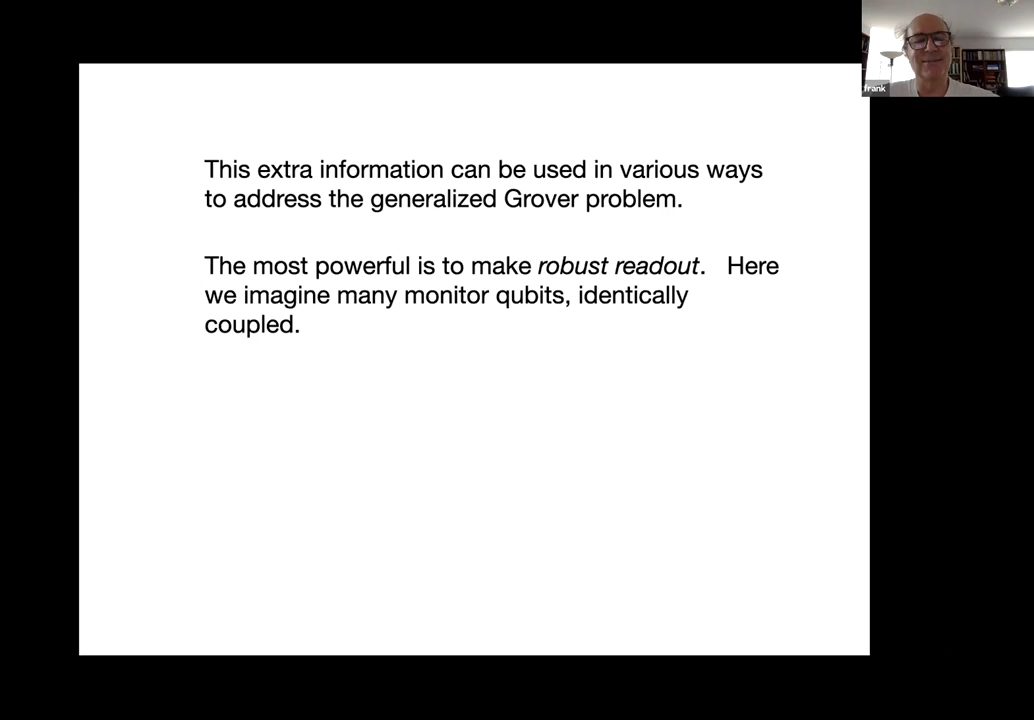 frank
This extra information can be used in various ways
to address the generalized Grover problem.
The most powerful is to make robust readout. Here
we imagine many monitor qubits, identically
coupled.